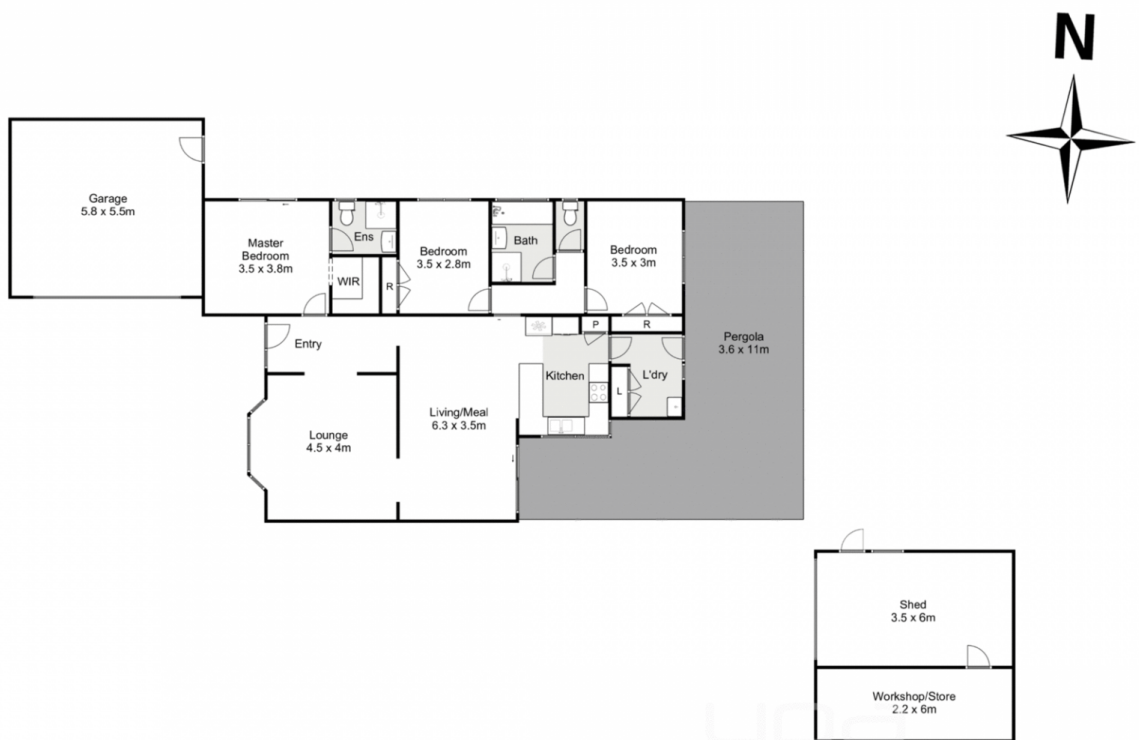 N
Garage
5.8 x 5.5m
Master
Bedroom
3.5 x 3.8m
Ens
WIR
R
Bedroom
3.5 x 2.8m
Bath
Bedroom
3.5 x 3m
P
R
Entry
Kitchen
L'dry
L
Pergola
3.6 x 11m
Lounge
4.5 x 4m
Living/Meal
6.3 x 3.5m
Shed
3.5 x 6m
Workshop/Store
2.2 x 6m